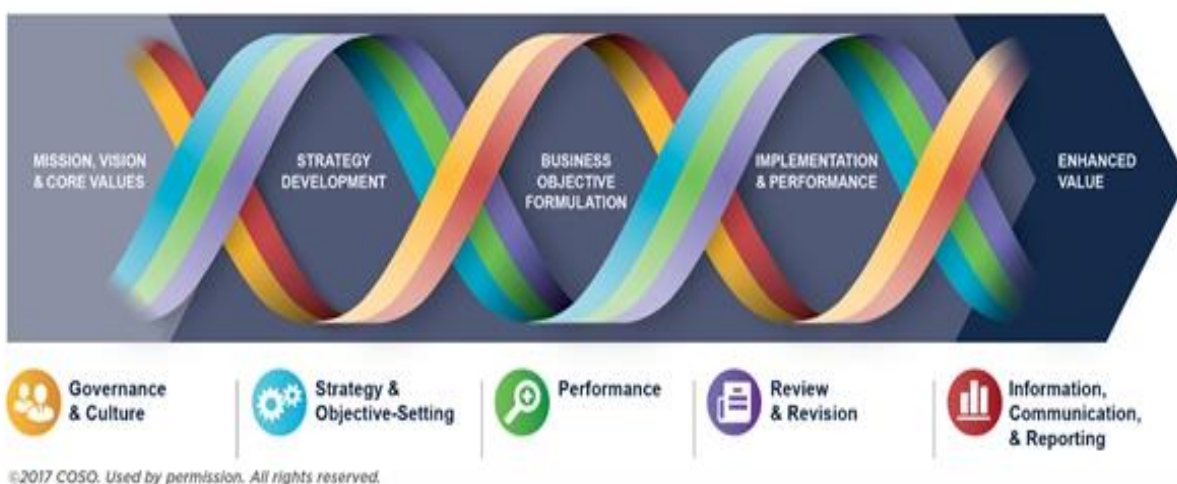 MISSION, VISION
& CORE VALUES
STRATEGY
DEVELOPMENT
BUSINESS
OBJECTIVE
FORMULATION
IMPLEMENTATION
& PERFORMANCE
ENHANCED
VALUE
Governance
& Culture
Strategy &
Objective-Setting
Performance
Review
& Revision
Information,
Communication,
& Reporting
©2017 COSO. Used by permission. All rights reserved.